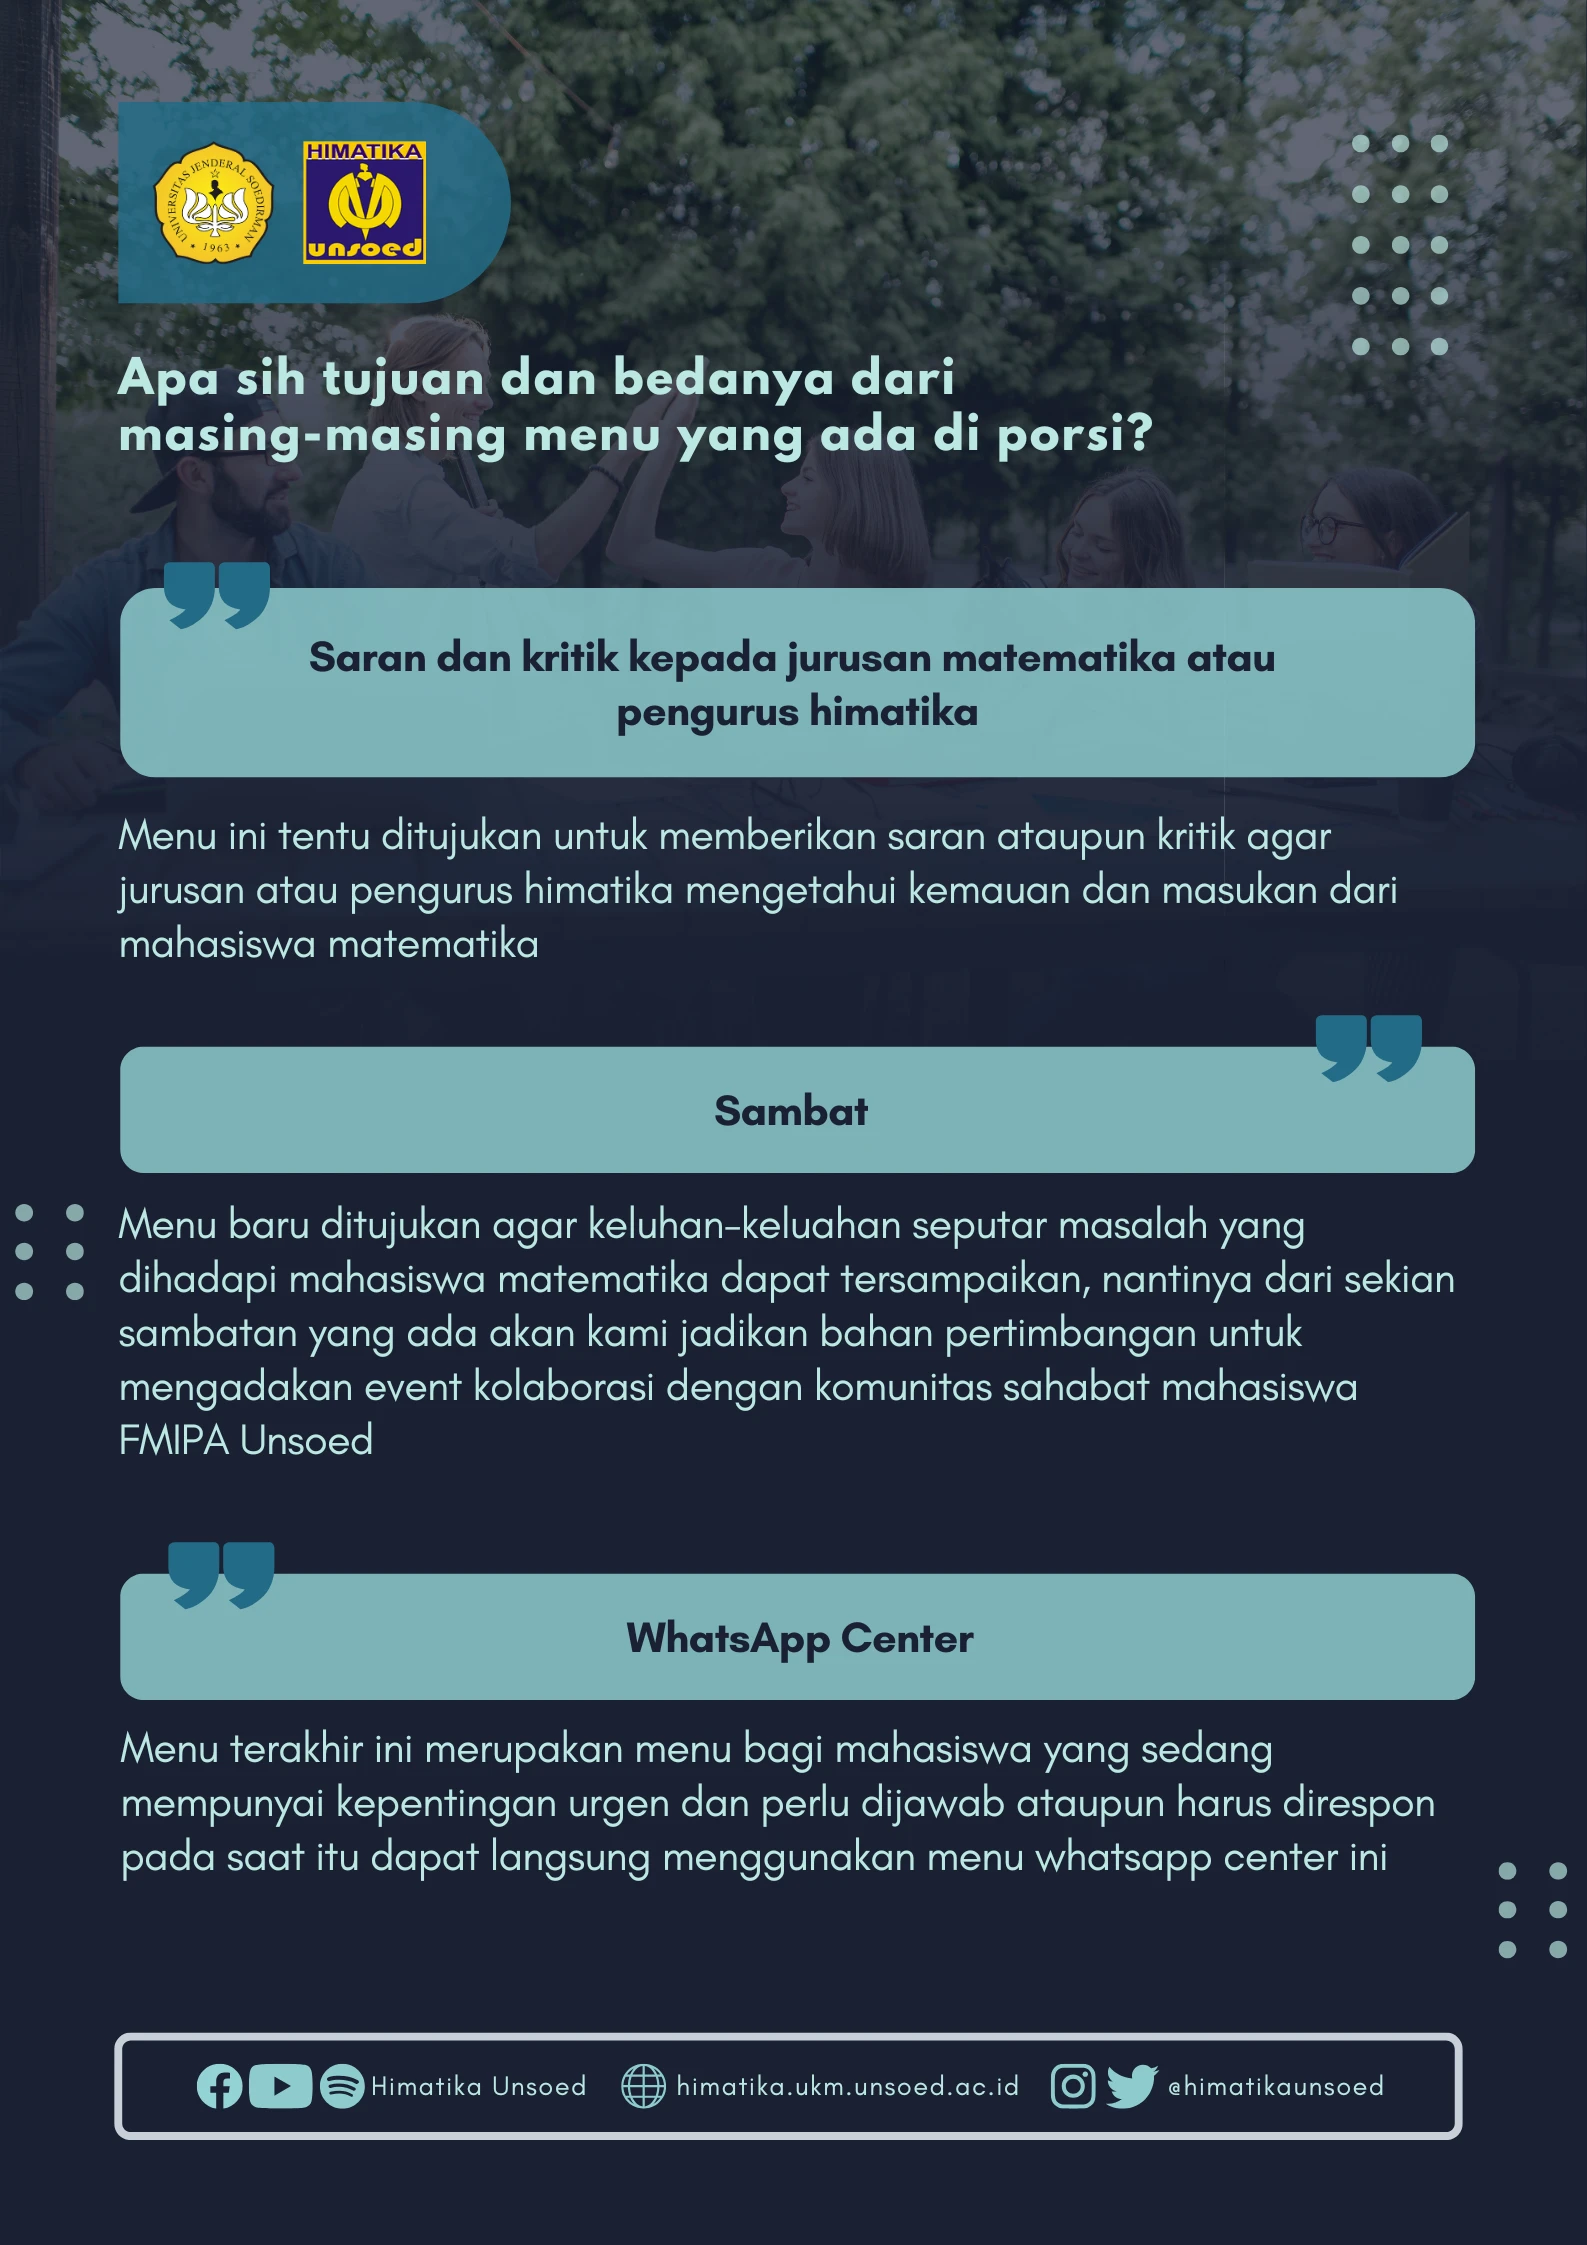 UNIVERSITAS JENDERAL SOEDIRMAN
1963
HIMATIKA
unsoed
Apa sih tujuan dan bedanya dari
masing-masing menu yang ada di porsi?
Saran dan kritik kepada jurusan matematika atau
pengurus himatika
Menu ini tentu ditujukan untuk memberikan saran ataupun kritik agar
jurusan atau pengurus himatika mengetahui kemauan dan masukan dari
mahasiswa matematika
Sambat
Menu baru ditujukan agar keluhan-keluahan seputar masalah yang
dihadapi mahasiswa matematika dapat tersampaikan, nantinya dari sekian
sambatan yang ada akan kami jadikan bahan pertimbangan untuk
mengadakan event kolaborasi dengan komunitas sahabat mahasiswa
FMIPA Unsoed
WhatsApp Center
Menu terakhir ini merupakan menu bagi mahasiswa yang sedang
mempunyai kepentingan urgen dan perlu dijawab ataupun harus direspon
pada saat itu dapat langsung menggunakan menu whatsapp center ini
Himatika Unsoed himatika.ukm.unsoed.ac.id @himatikaunsoed